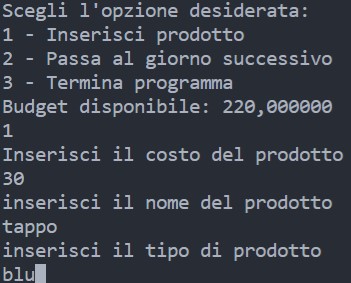 Scegli l'opzione desiderata:
1 - Inserisci prodotto
2 - Passa al giorno successivo
3 - Termina programma
Budget disponibile: 220,000000
1
Inserisci il costo del prodotto
30
inserisci il nome del prodotto
tappo
inserisci il tipo di prodotto
blu